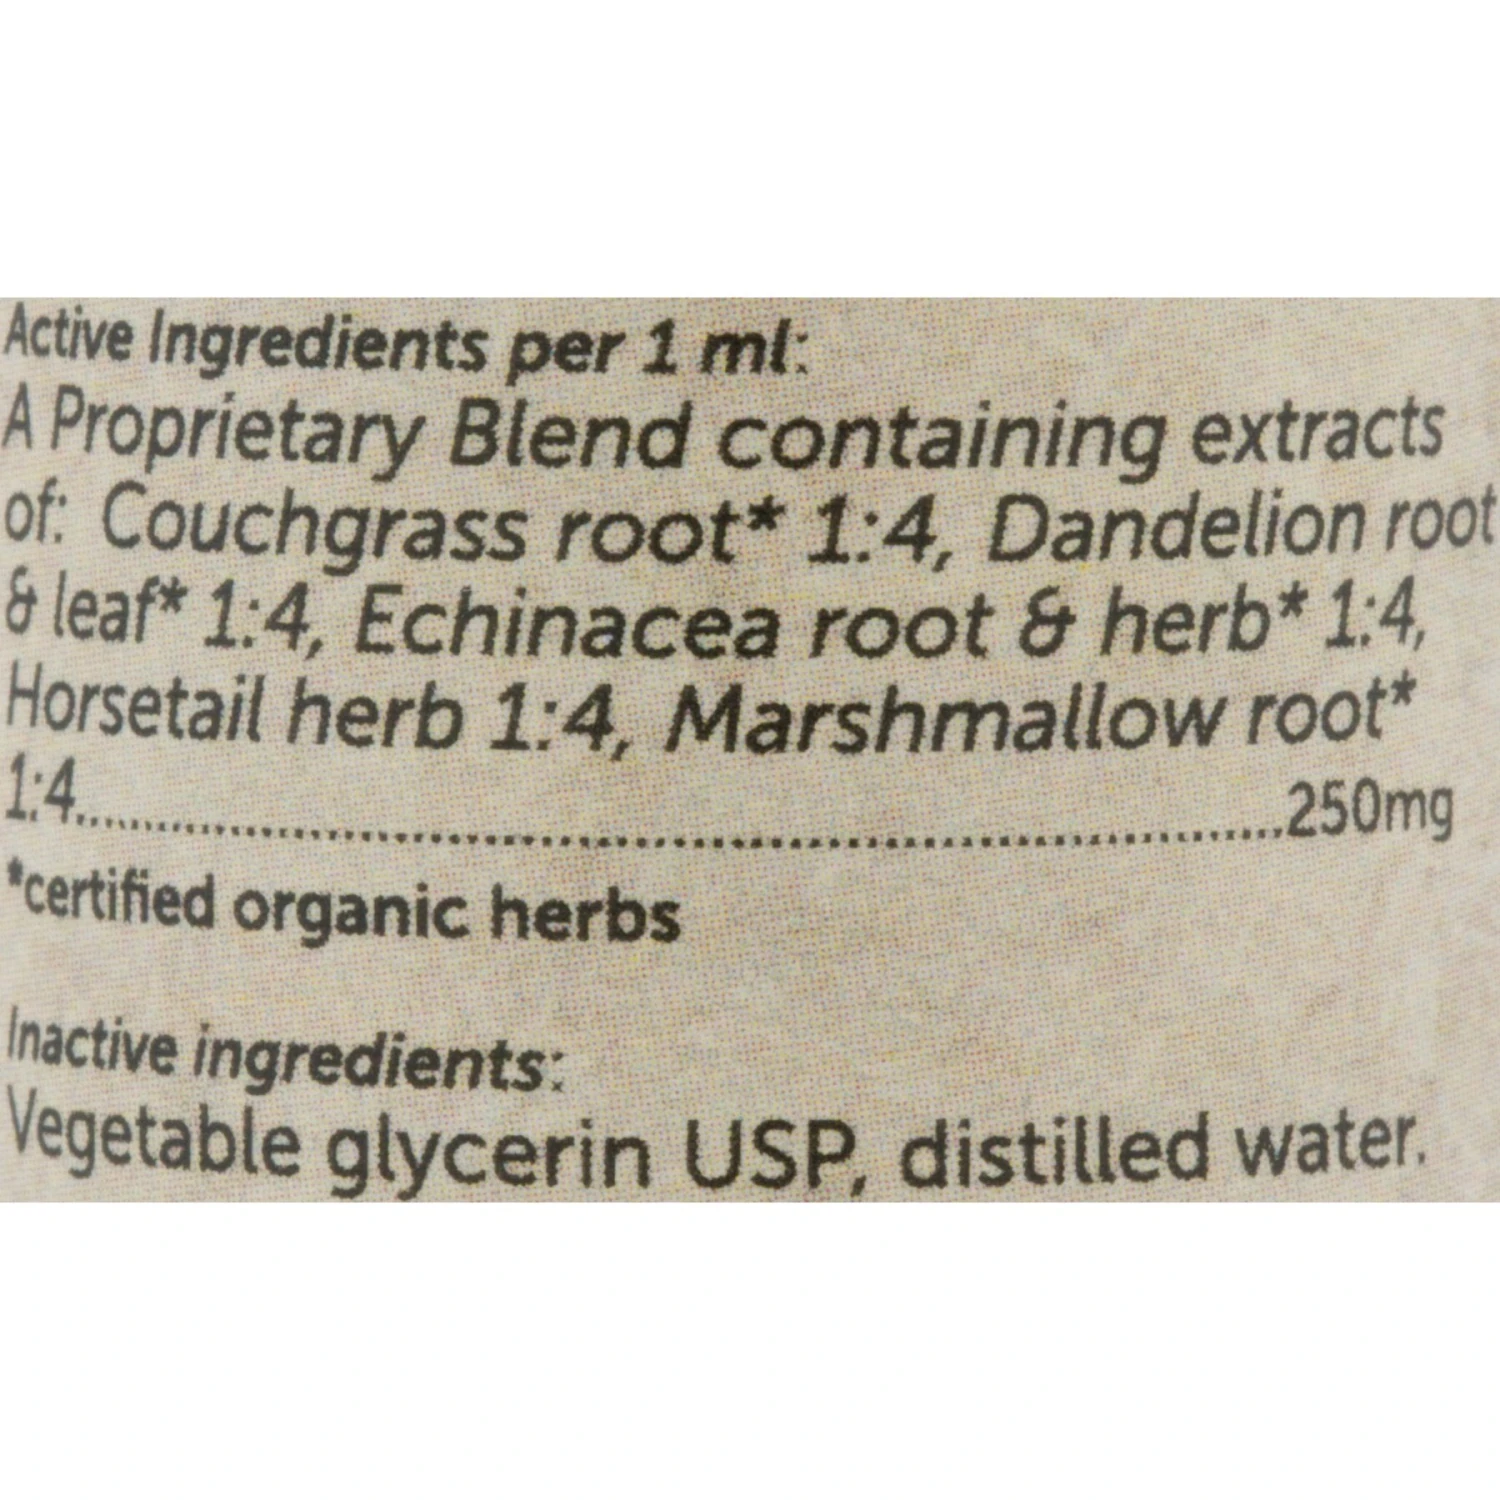 Active Ingredients per 1 ml:
A Proprietary Blend containing extracts
of: Couchgrass root* 1:4, Dandelion root
& leaf* 1:4, Echinacea root & herb* 1:4,
Horsetail herb 1:4, Marshmallow root*
1:4..........................................................................................250mg
*certified organic herbs
Inactive ingredients:
Vegetable glycerin USP, distilled water.